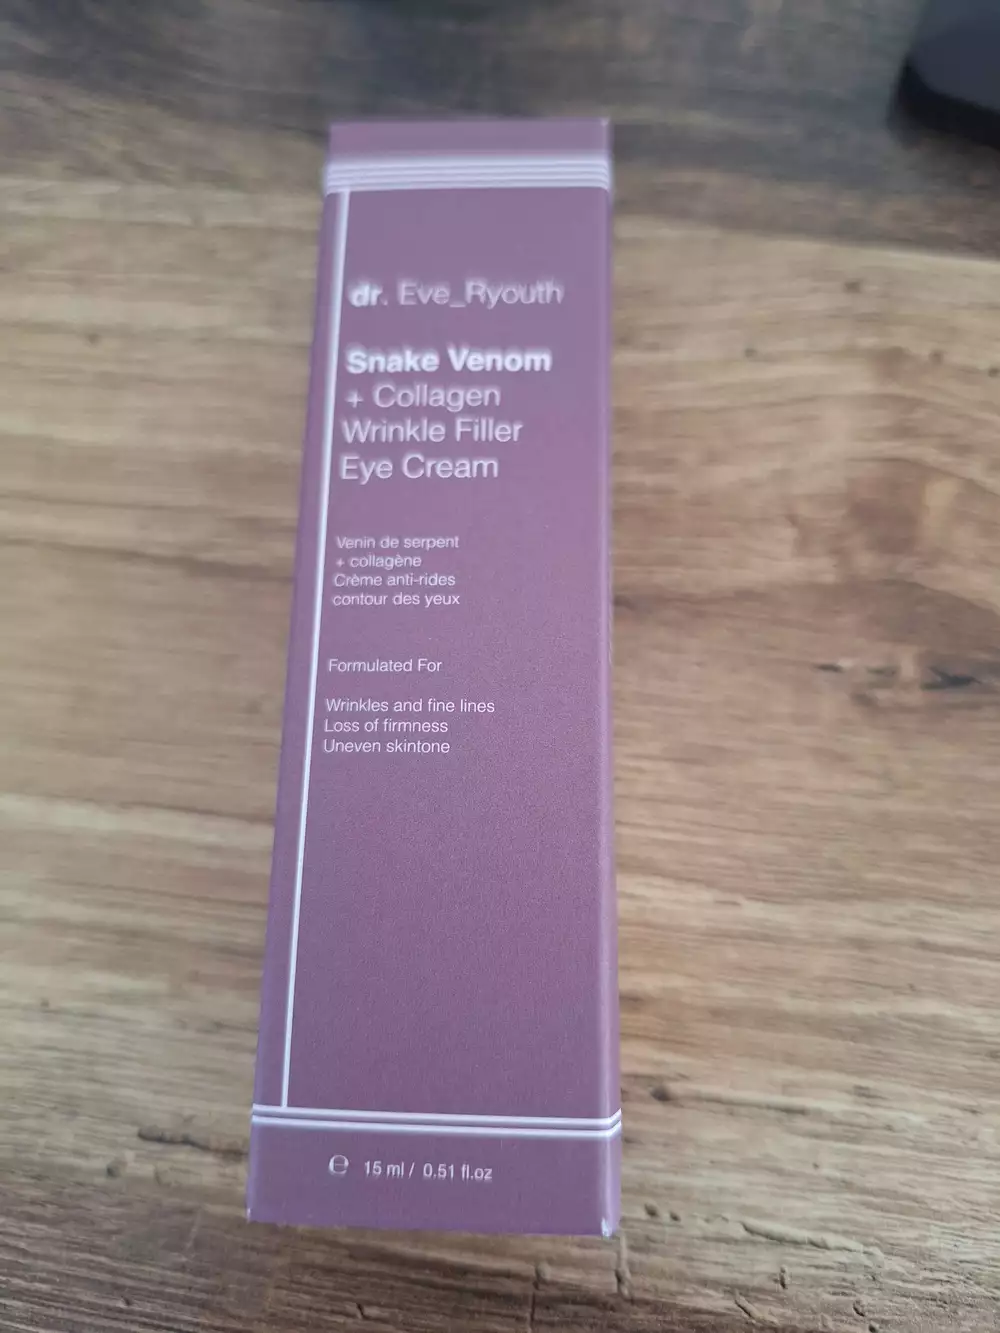 dr. Eve_Ryouth
Snake Venom
+ Collagen
Wrinkle Filler
Eye Cream
Venin de serpent
+ collagène
Crème anti-rides
contour des yeux
Formulated For
Wrinkles and fine lines
Loss of firmness
Uneven skintone
℮ 15 ml / 0.51 fl.oz